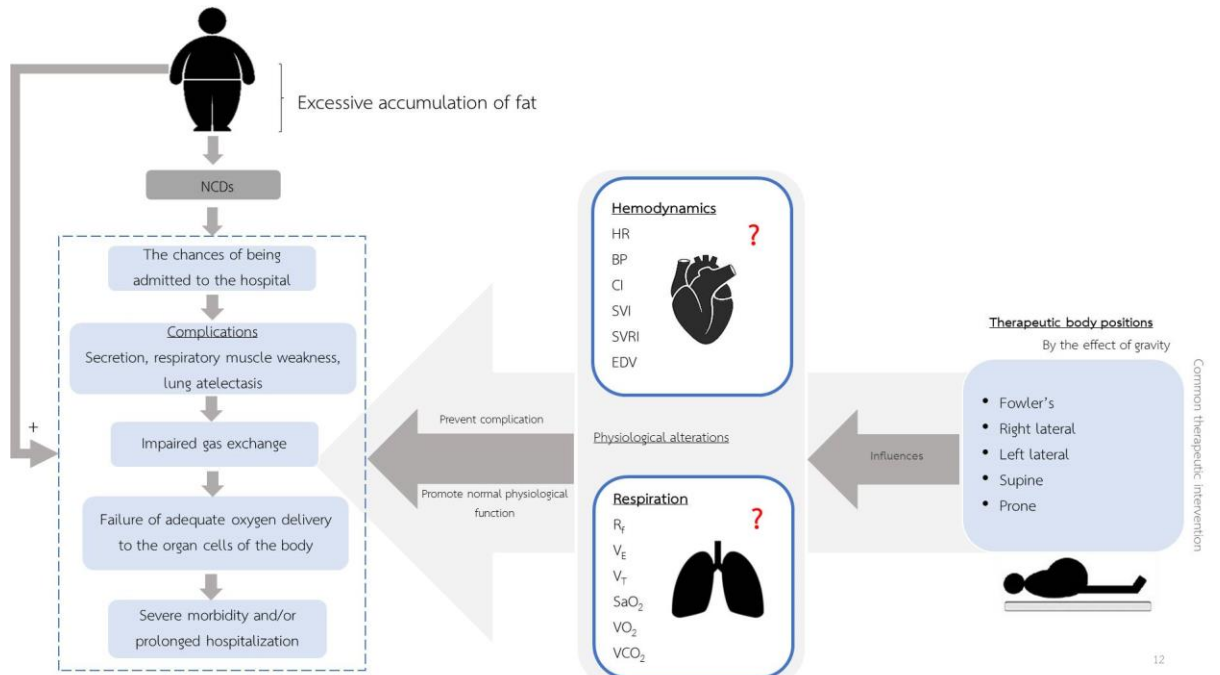 Excessive accumulation of fat
NCDs
The chances of being
admitted to the hospital
Complications
Secretion, respiratory muscle weakness,
lung atelectasis
+
Impaired gas exchange
Failure of adequate oxygen delivery
to the organ cells of the body
Severe morbidity and/or
prolonged hospitalization
Prevent complication
Promote normal physiological
function
Hemodynamics
?
HR
BP
CI
SVI
SVRI
EDV
Physiological alterations
Respiration
?
Rf
VE
VT
SaO2
VO2
VCO2
Influences
Therapeutic body positions
By the effect of gravity
• Fowler's
• Right lateral
• Left lateral
• Supine
• Prone
Common therapeutic intervention
12